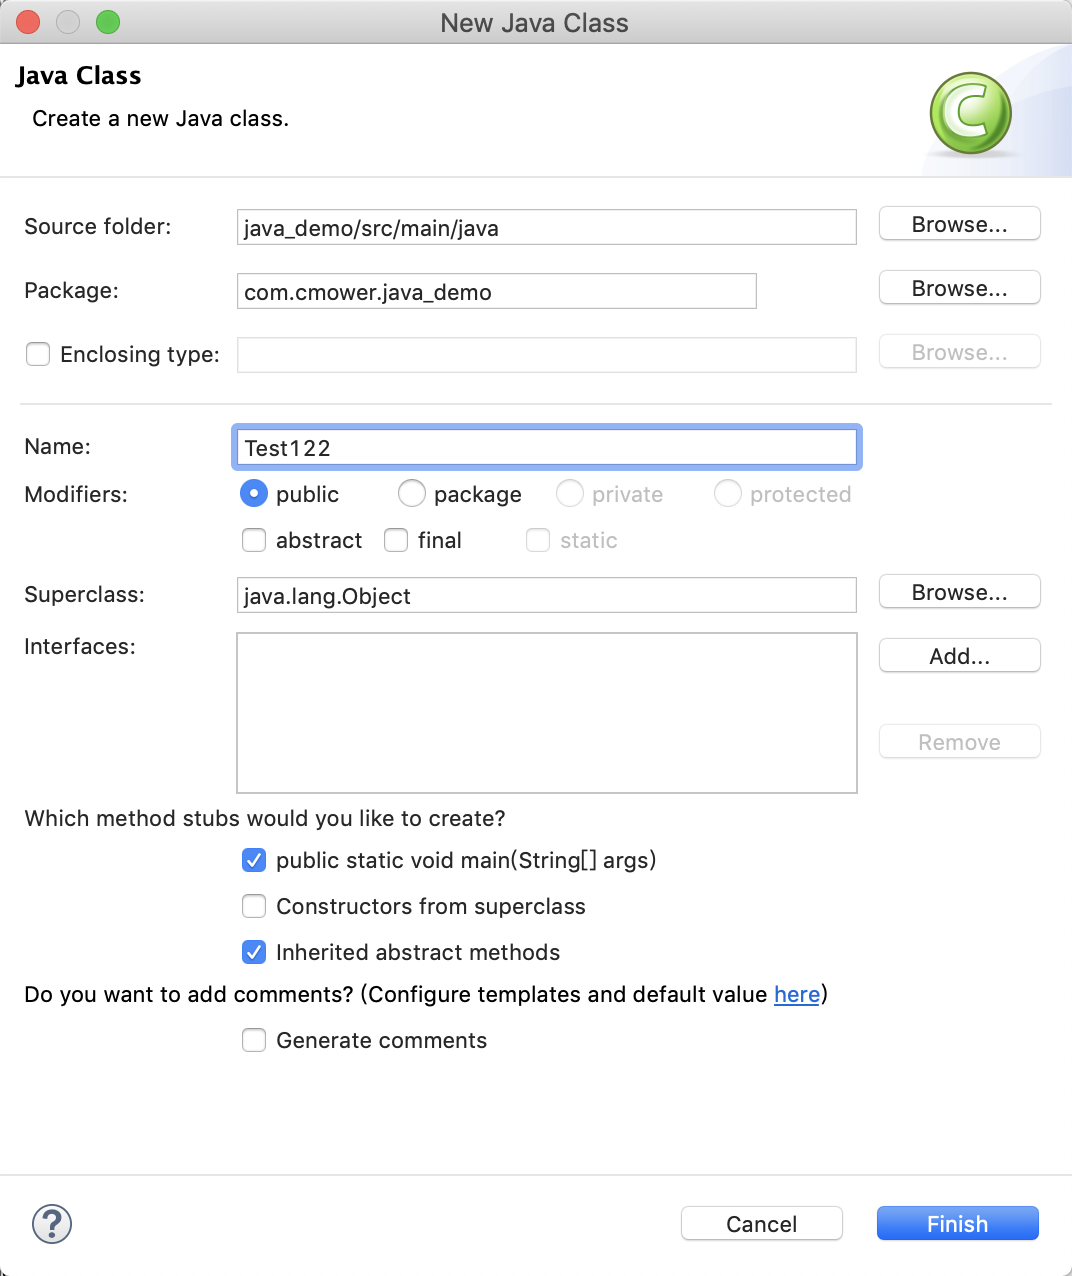 New Java Class
Java Class
Create a new Java class.
C
Source folder: java_demo/src/main/java Browse...
Package: com.cmower.java_demo Browse...
Enclosing type: Browse...
Name: Test122
Modifiers: public package private protected
abstract final static
Superclass: java.lang.Object Browse...
Interfaces: Add...
Remove
Which method stubs would you like to create?
public static void main(String[] args)
Constructors from superclass
Inherited abstract methods
Do you want to add comments? (Configure templates and default value here)
Generate comments
? Cancel Finish